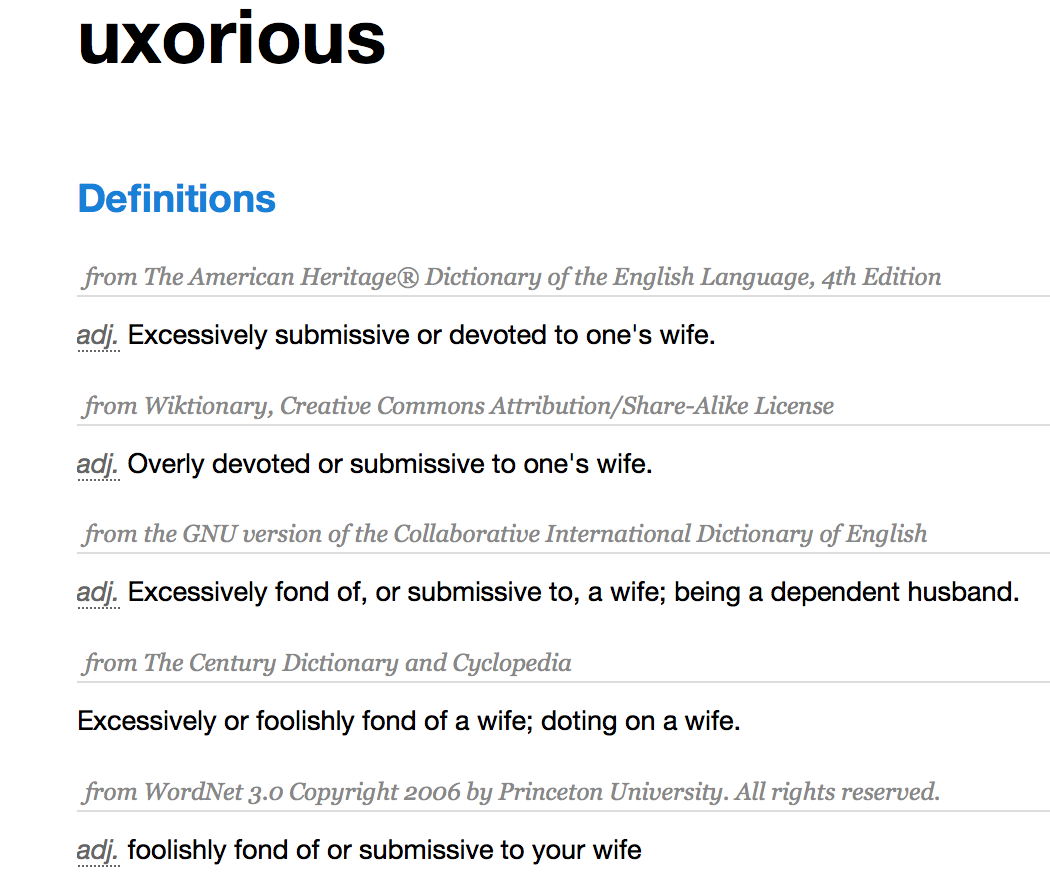 uxorious
Definitions
from The American Heritage® Dictionary of the English Language, 4th Edition
adj. Excessively submissive or devoted to one's wife.
from Wiktionary, Creative Commons Attribution/Share-Alike License
adj. Overly devoted or submissive to one's wife.
from the GNU version of the Collaborative International Dictionary of English
adj. Excessively fond of, or submissive to, a wife; being a dependent husband.
from The Century Dictionary and Cyclopedia
Excessively or foolishly fond of a wife; doting on a wife.
from WordNet 3.0 Copyright 2006 by Princeton University. All rights reserved.
adj. foolishly fond of or submissive to your wife